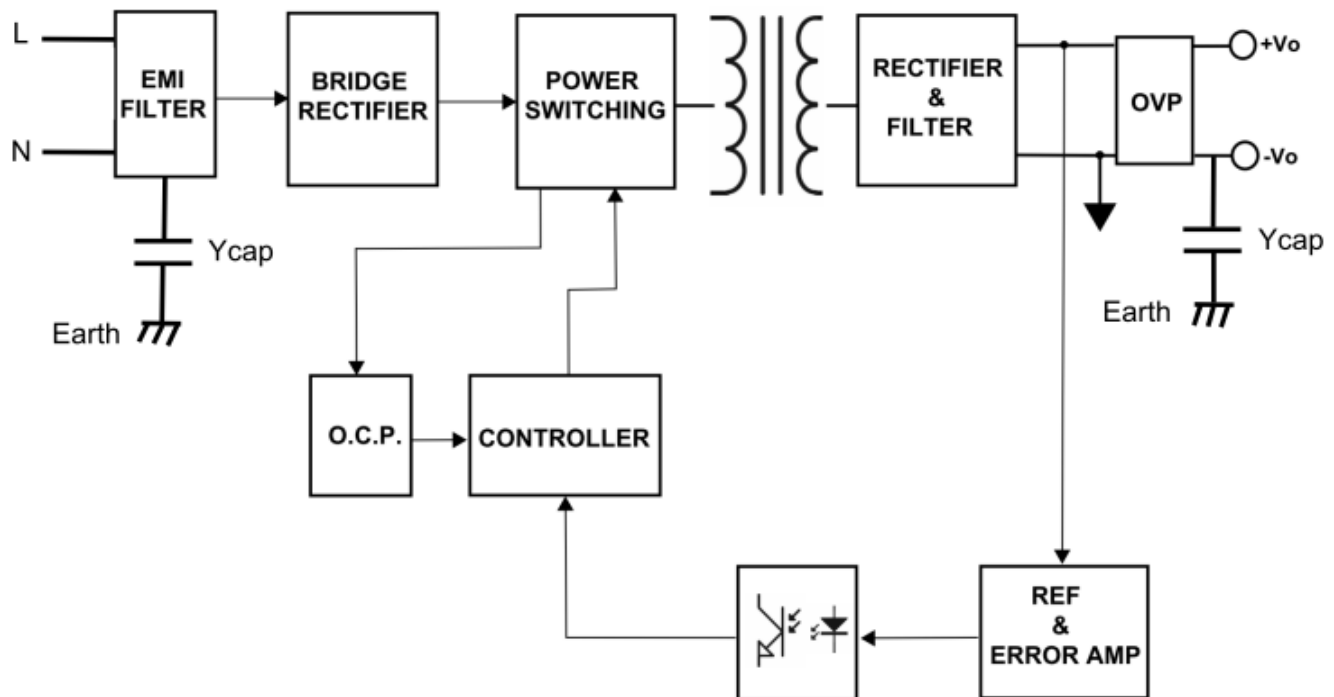 L
N
EMI
FILTER
BRIDGE
RECTIFIER
POWER
SWITCHING
RECTIFIER
&
FILTER
OVP
+Vo
-Vo
Ycap
Earth
Ycap
Earth
O.C.P.
CONTROLLER
REF
&
ERROR AMP